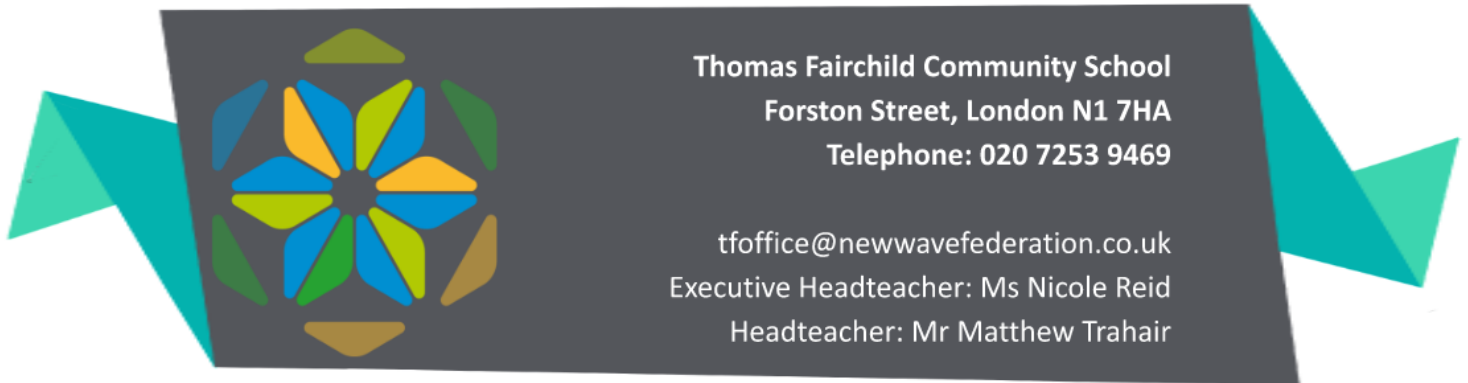 Thomas Fairchild Community School
Forston Street, London N1 7HA
Telephone: 020 7253 9469
tfoffice@newwavefederation.co.uk
Executive Headteacher: Ms Nicole Reid
Headteacher: Mr Matthew Trahair